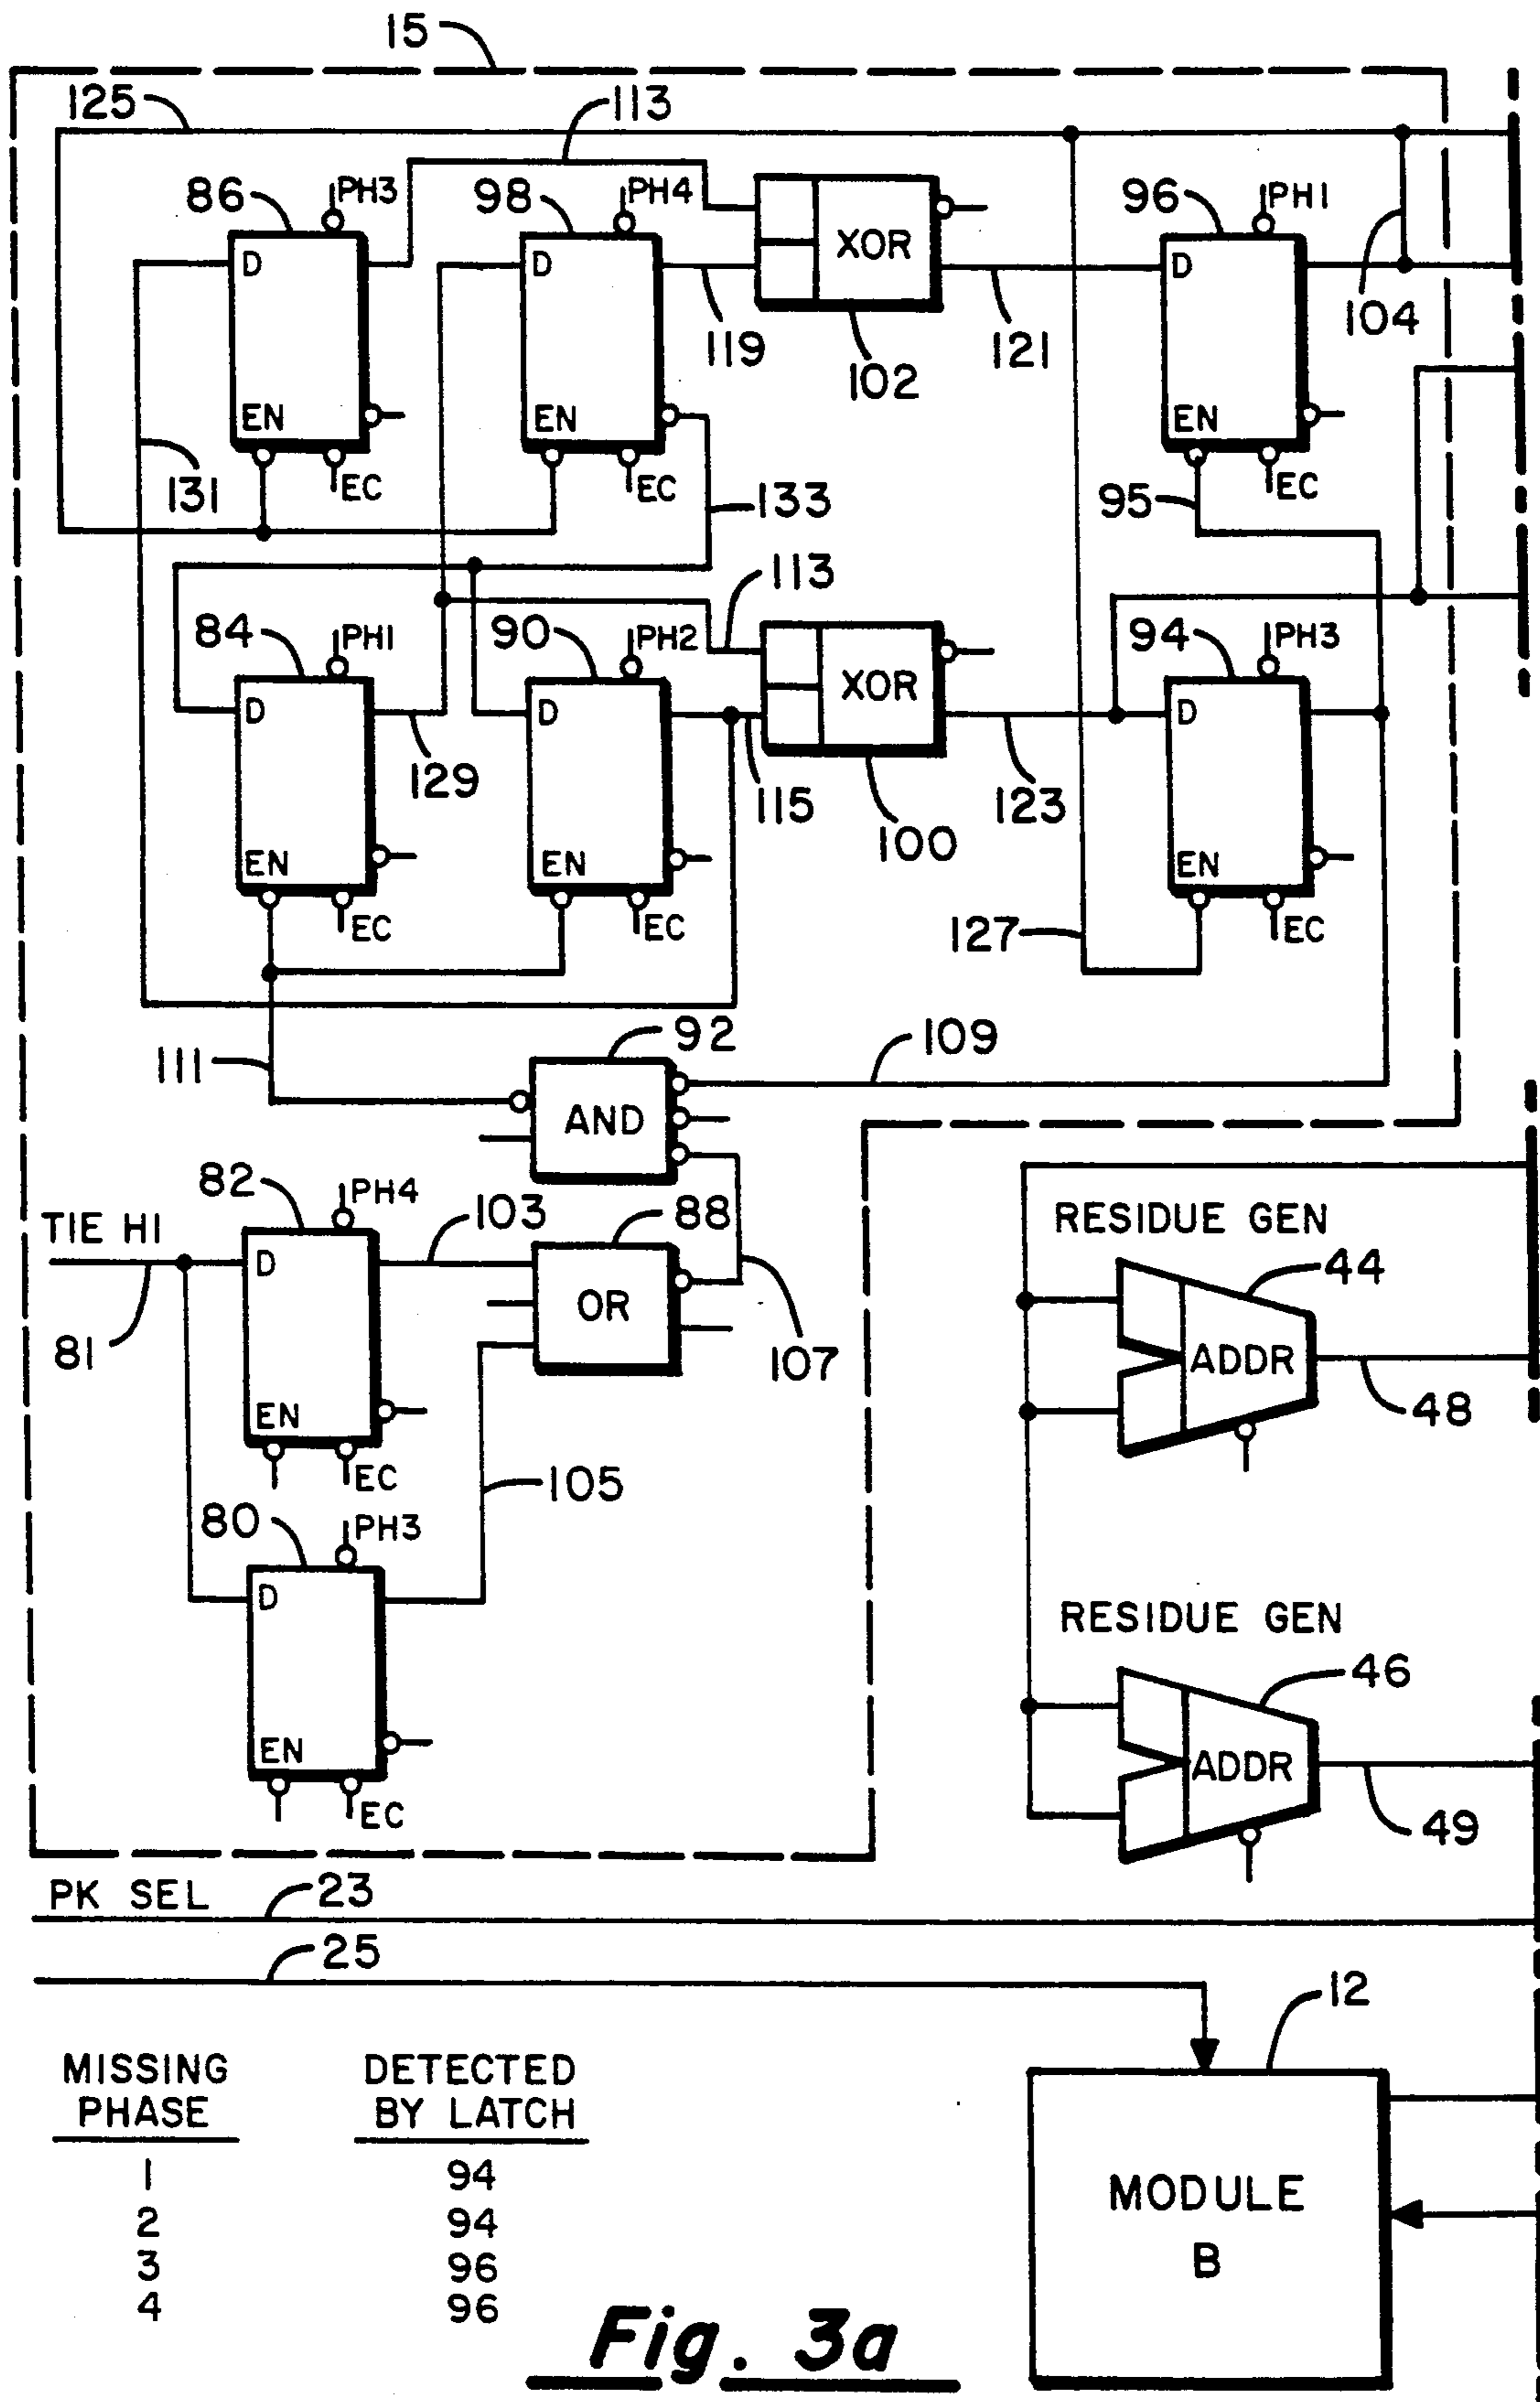 15
125
113
86
PH3
98
PH4
96
PH1
D
D
XOR
D
119
102
121
104
EN
EN
EN
EC
EC
EC
131
133
95
113
84
PH1
90
PH2
94
PH3
D
D
XOR
D
129
115
100
123
EN
EN
EN
EC
EC
EC
127
92
109
111
AND
82
PH4
103
88
TIE HI
D
OR
81
107
EN
EC
105
80
PH3
D
EN
EC
RESIDUE GEN
44
ADDR
48
RESIDUE GEN
46
ADDR
49
PK SEL
23
25
12
MODULE
B
MISSING DETECTED
PHASE BY LATCH
1 94
2 94
3 96
4 96
Fig. 3a